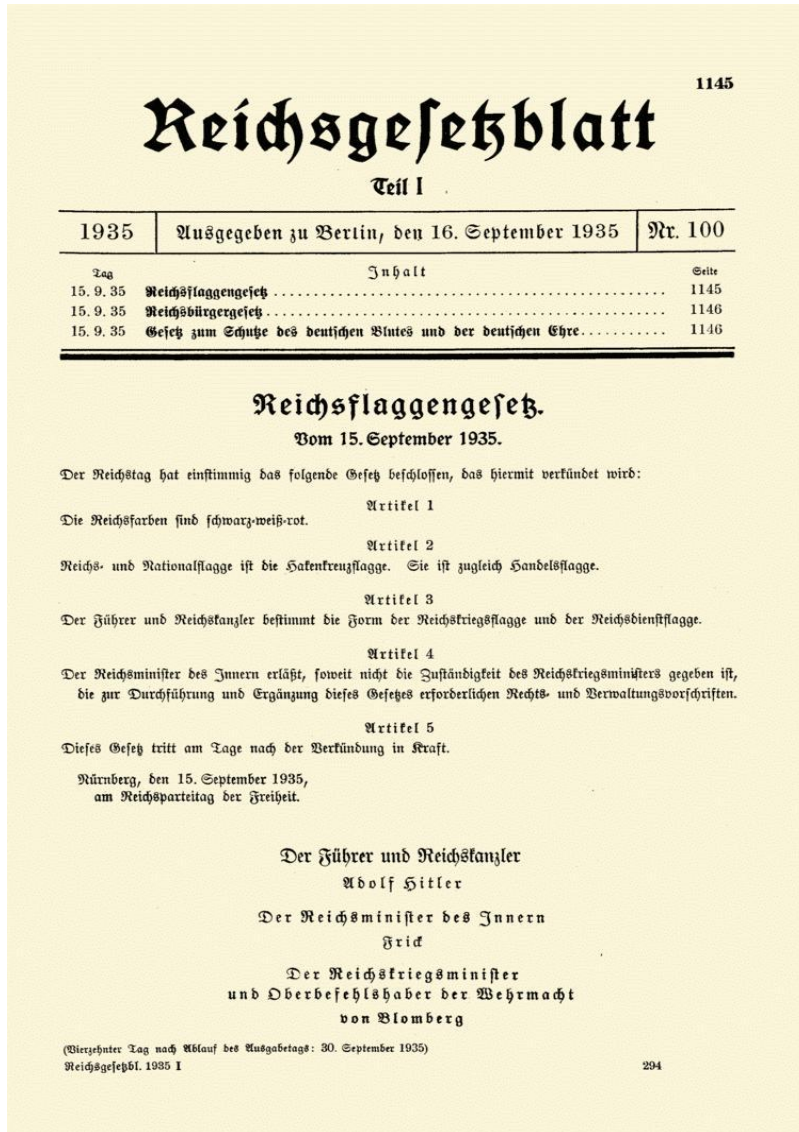 1145
Reichsgesetzblatt
Teil I
1935 Ausgegeben zu Berlin, den 16. September 1935 Nr. 100
Tag Inhalt Seite
15. 9. 35 Reichsflaggengesetz ........................................ 1145
15. 9. 35 Reichsbürgergesetz ........................................ 1146
15. 9. 35 Gesetz zum Schutze des deutschen Blutes und der deutschen Ehre........... 1146
Reichsflaggengesetz.
Vom 15. September 1935.
Der Reichstag hat einstimmig das folgende Gesetz beschlossen, das hiermit verkündet wird:
Artikel 1
Die Reichsfarben sind schwarz-weiß-rot.
Artikel 2
Reichs- und Nationalflagge ist die Hakenkreuzflagge. Sie ist zugleich Handelsflagge.
Artikel 3
Der Führer und Reichskanzler bestimmt die Form der Reichskriegsflagge und der Reichsdienstflagge.
Artikel 4
Der Reichsminister des Innern erläßt, soweit nicht die Zuständigkeit des Reichskriegsministers gegeben ist,
die zur Durchführung und Ergänzung dieses Gesetzes erforderlichen Rechts- und Verwaltungsvorschriften.
Artikel 5
Dieses Gesetz tritt am Tage nach der Verkündung in Kraft.
Nürnberg, den 15. September 1935,
am Reichsparteitag der Freiheit.
Der Führer und Reichskanzler
Adolf Hitler
Der Reichsminister des Innern
Frick
Der Reichskriegsminister
und Oberbefehlshaber der Wehrmacht
von Blomberg
(Vierzehnter Tag nach Ablauf des Ausgabetags: 30. September 1935)
Reichsgesetzbl. 1935 I 294